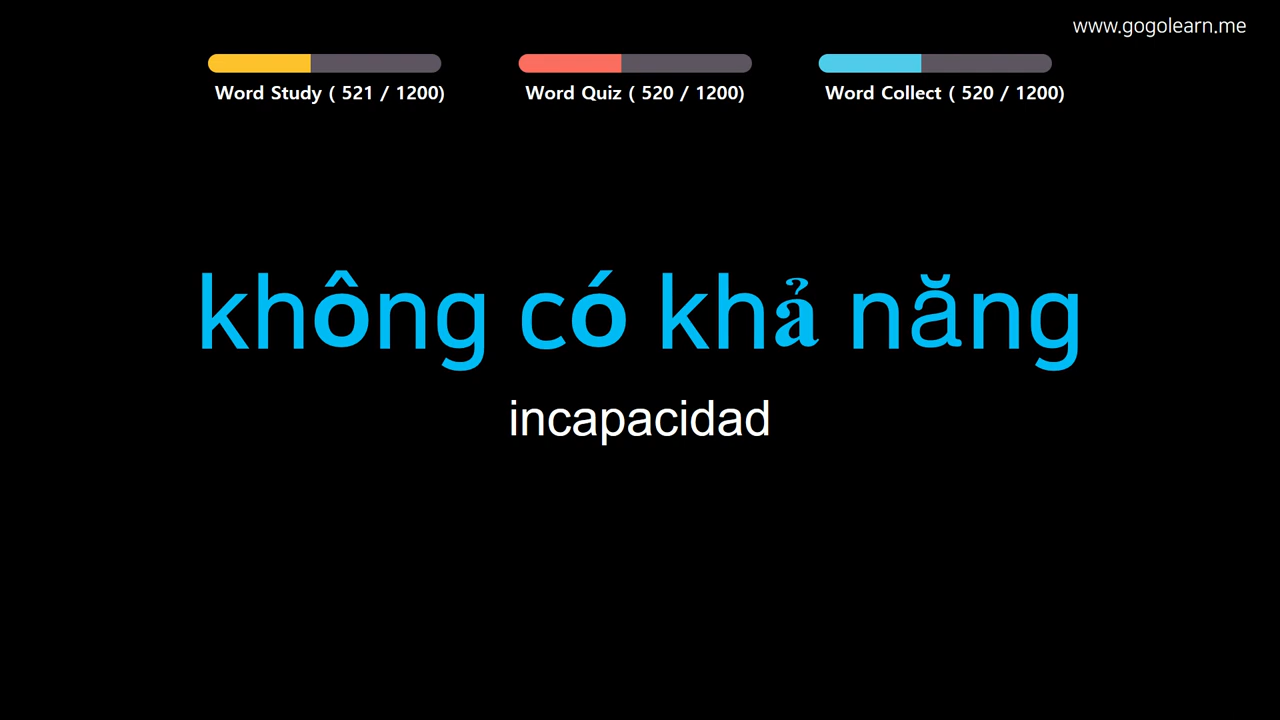 www.gogolearn.me
Word Study ( 521 / 1200)
Word Quiz ( 520 / 1200)
Word Collect ( 520 / 1200)
không có khả năng
incapacidad